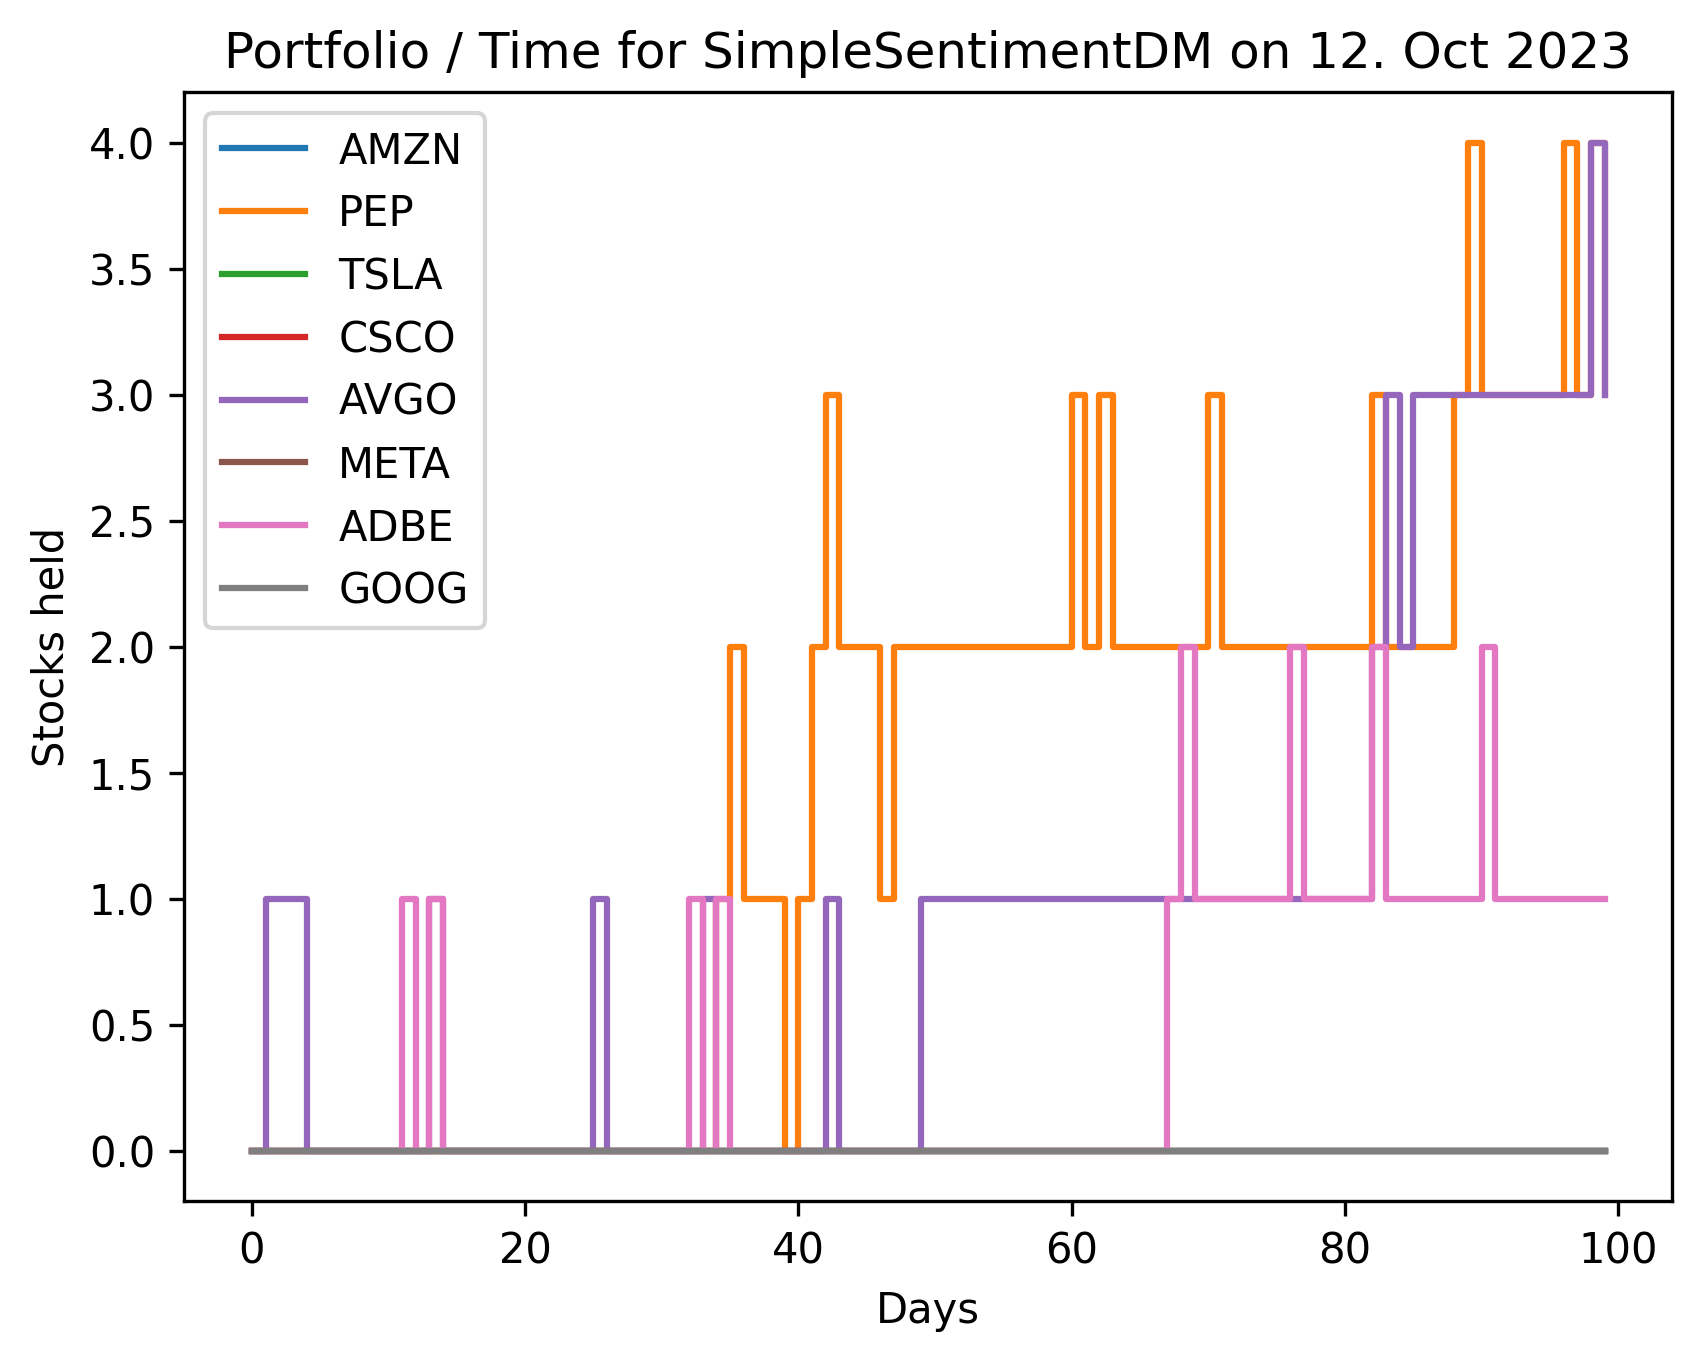 Portfolio / Time for SimpleSentimentDM on 12. Oct 2023
AMZN
PEP
TSLA
CSCO
AVGO
META
ADBE
GOOG
4.0
3.5
3.0
2.5
2.0
1.5
1.0
0.5
0.0
Stocks held
0 20 40 60 80 100
Days